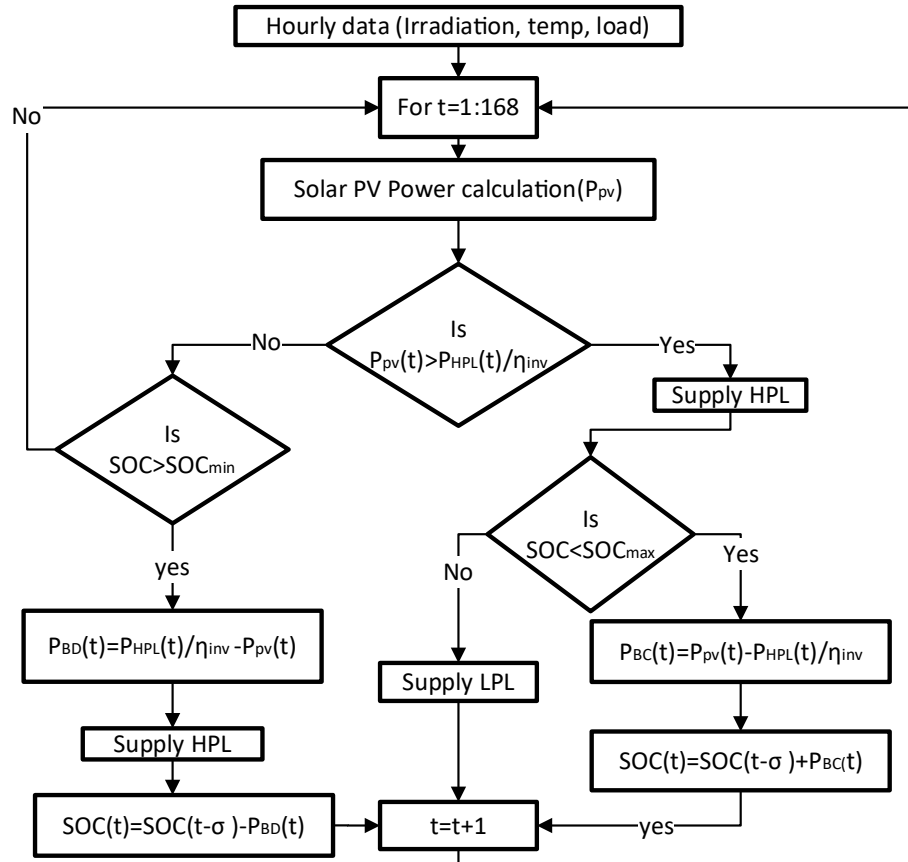 Hourly data (Irradiation, temp, load)
No
For t=1:168
Solar PV Power calculation(Ppv)
Is
Ppv(t)>PHPL(t)/ηinv
No
Yes
Supply HPL
Is
SOC>SOCmin
Is
SOC<SOCmax
yes
No
Yes
PBD(t)=PHPL(t)/ηinv -Ppv(t)
PBC(t)=Ppv(t)-PHPL(t)/ηinv
Supply LPL
Supply HPL
SOC(t)=SOC(t-σ )+PBC(t)
SOC(t)=SOC(t-σ )-PBD(t)
t=t+1
yes